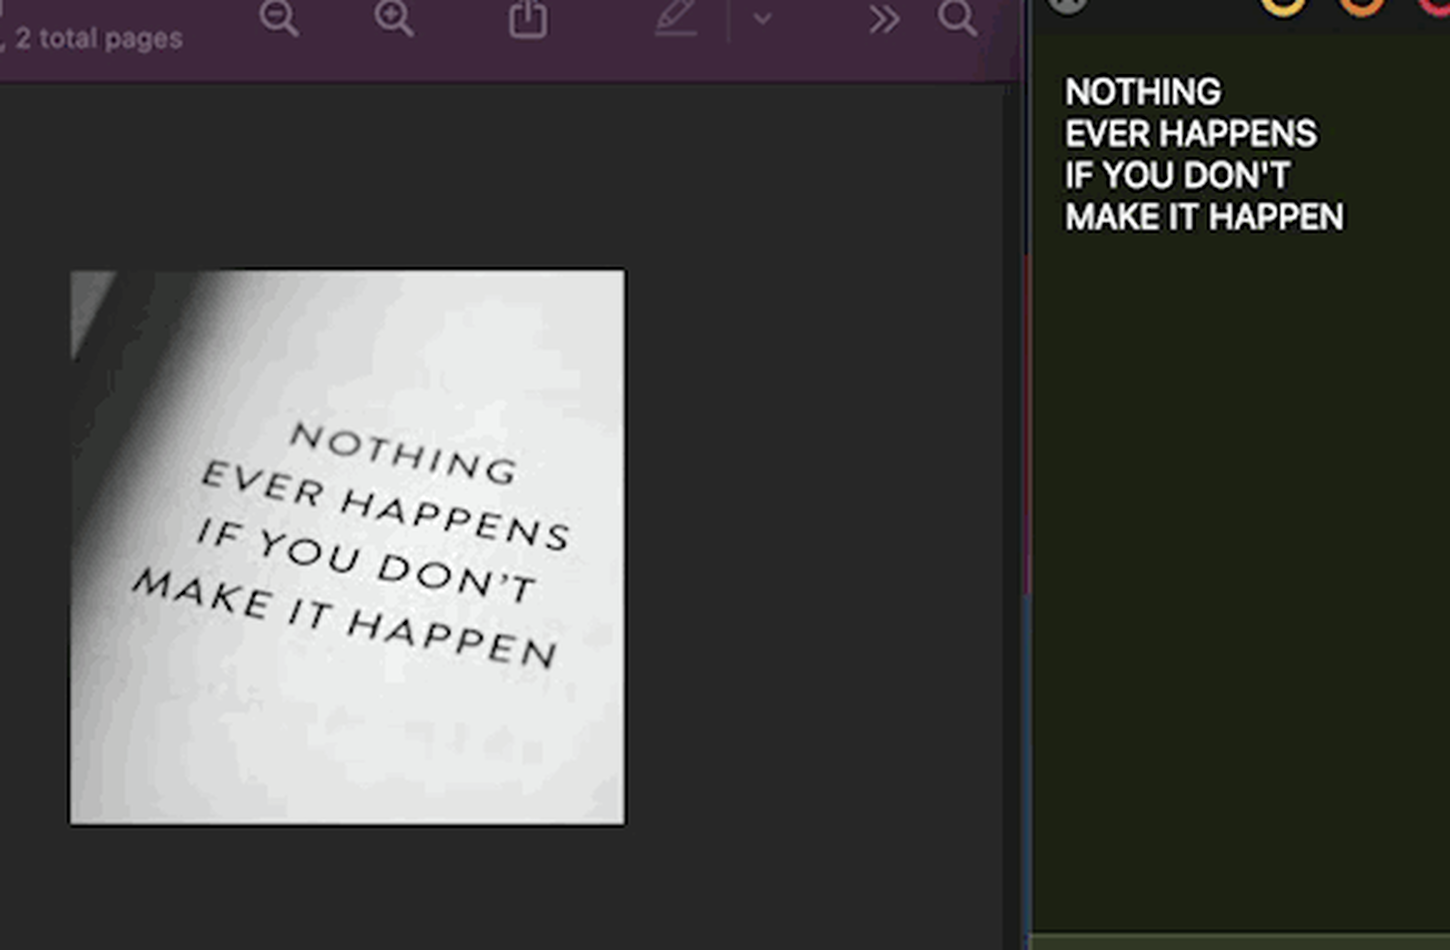 , 2 total pages
NOTHING
EVER HAPPENS
IF YOU DON’T
MAKE IT HAPPEN
NOTHING
EVER HAPPENS
IF YOU DON'T
MAKE IT HAPPEN